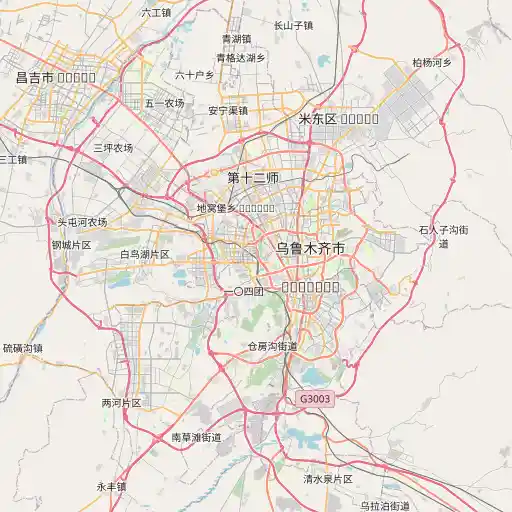 六工镇
长山子镇
青湖镇
青格达湖乡
柏杨河乡
六十户乡
昌吉市
五一农场
安宁渠镇
米东区
三坪农场
三工镇
第十二师
地窝堡乡
头屯河农场
石人子沟街
道
钢城片区
白鸟湖片区
乌鲁木齐市
一〇四团
硫磺沟镇
仓房沟街道
G3003
两河片区
南草滩街道
永丰镇
清水泉片区
乌拉泊街道